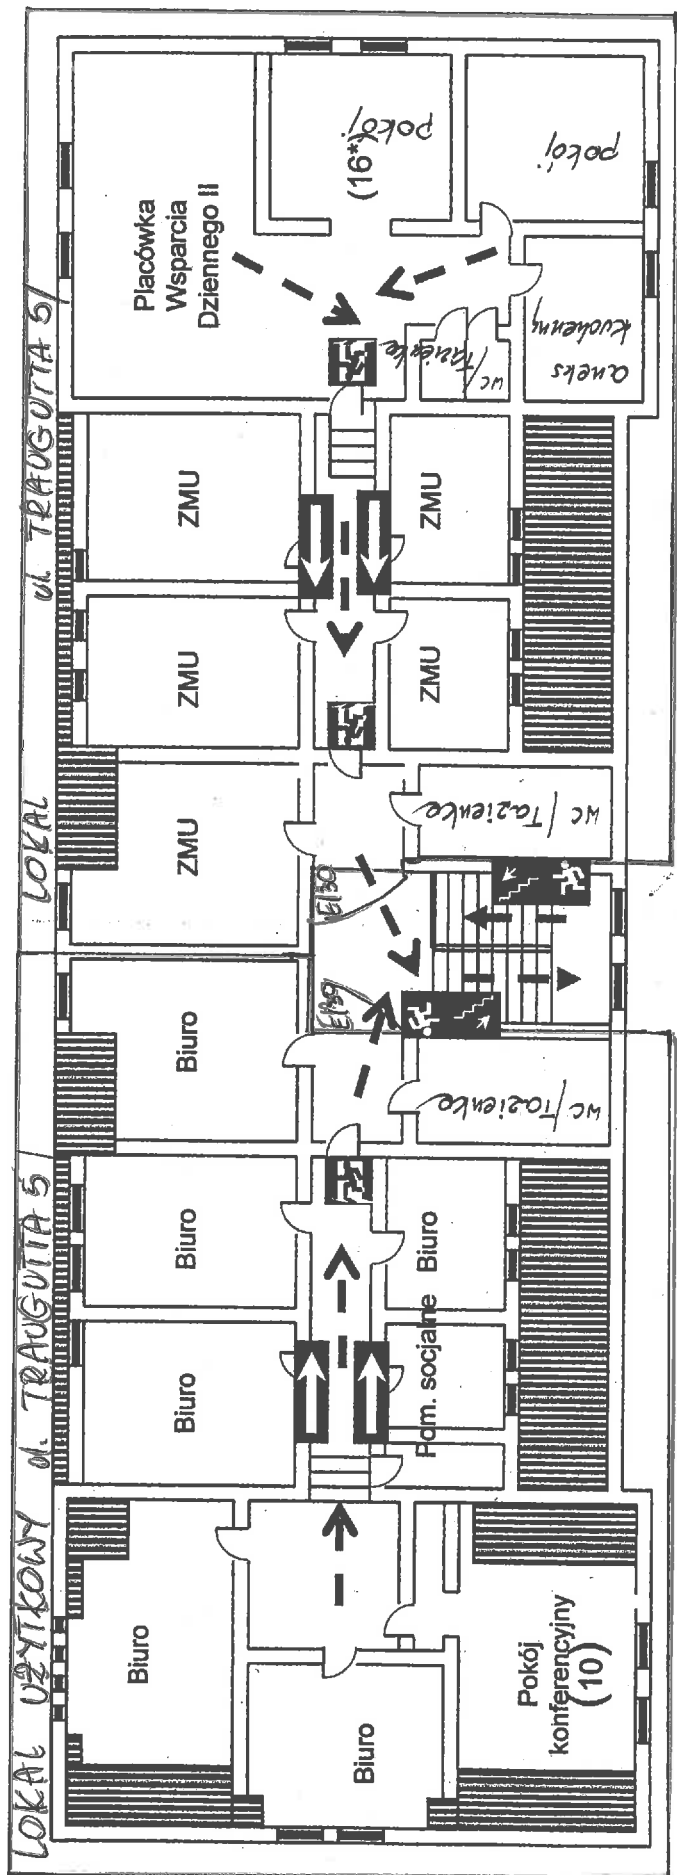 LOKAL UŻYTKOWY ul. TRAUGUTTA 5
LOKAL ul. TRAUGUTTA 5
Biuro
Biuro
Biuro
Biuro
ZMU
ZMU
ZMU
Placówka
Wsparcia
Dziennego II
Pokój
(16*)
pokój
Biuro
Pokój
konferencyjny
(10)
Pom. socjalne
Biuro
WC/Łazienka
EI30
EI30
WC/Łazienka
ZMU
ZMU
Łazienka
WC
aneks
kuchenny